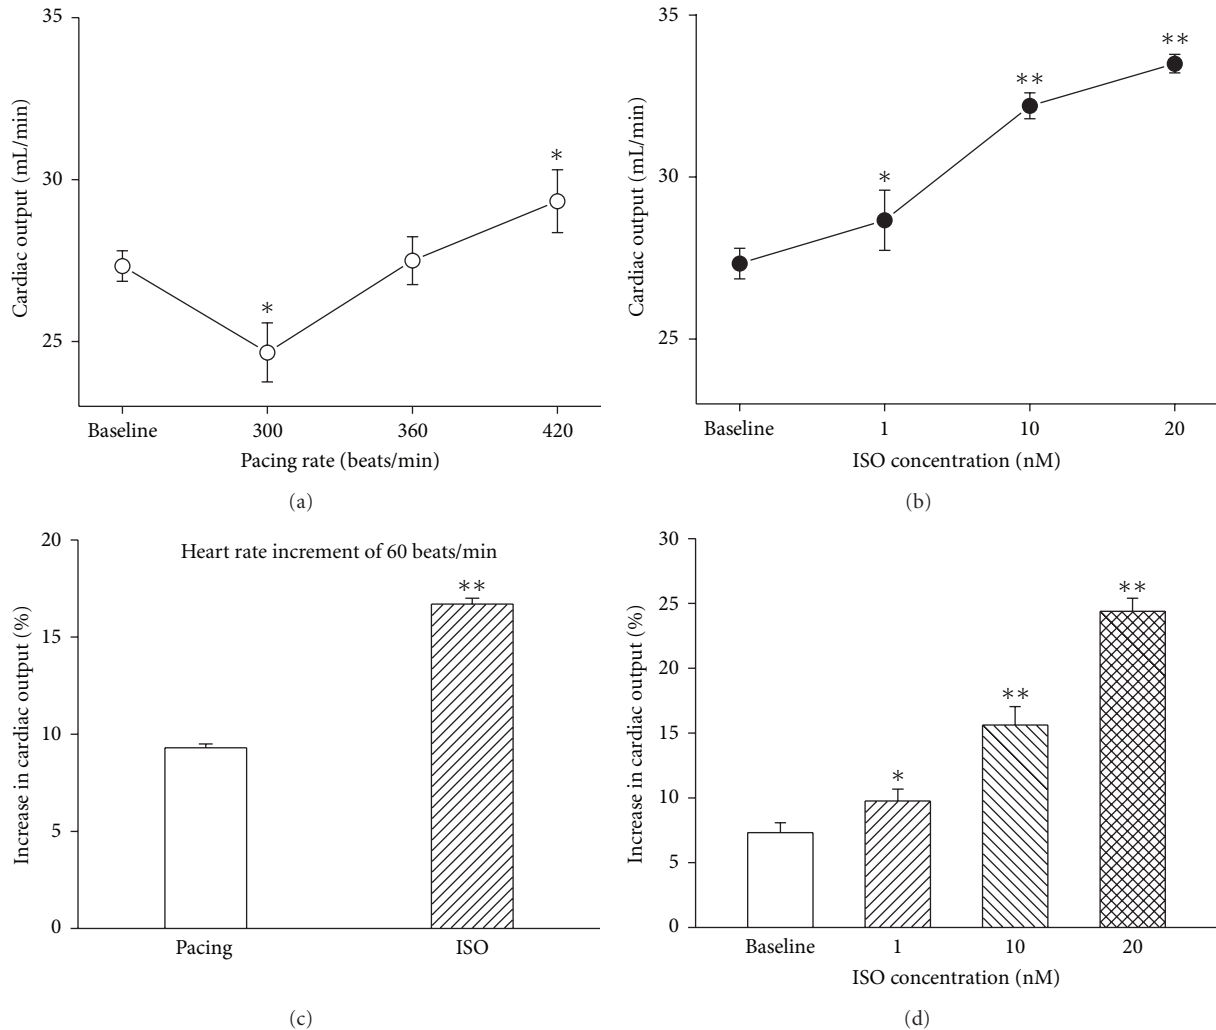 35
30
25
Cardiac output (mL/min)
*
*
Baseline 300 360 420
Pacing rate (beats/min)
(a)
35
30
25
Cardiac output (mL/min)
*
**
**
Baseline 1 10 20
ISO concentration (nM)
(b)
20
15
10
5
0
Increase in cardiac output (%)
Heart rate increment of 60 beats/min
**
Pacing ISO
(c)
30
25
20
15
10
5
0
Increase in cardiac output (%)
*
**
**
Baseline 1 10 20
ISO concentration (nM)
(d)